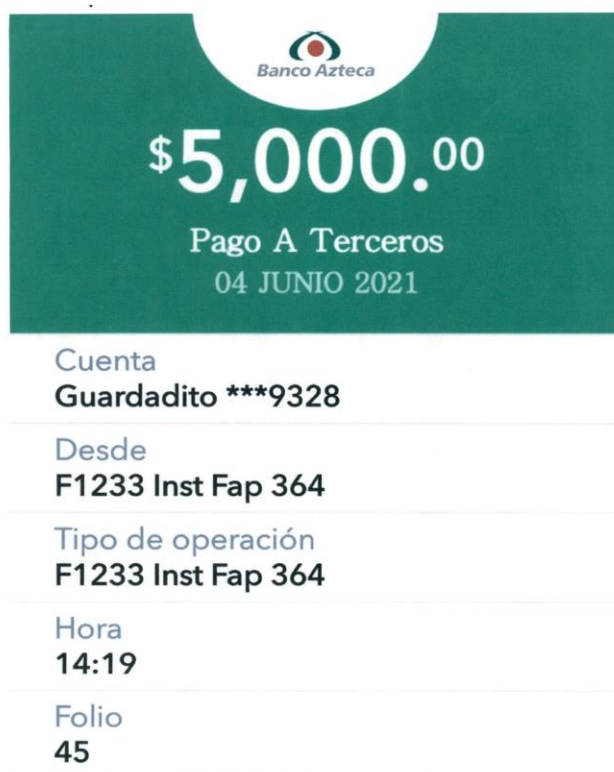 Banco Azteca
$5,000.00
Pago A Terceros
04 JUNIO 2021
Cuenta
Guardadito ***9328
Desde
F1233 Inst Fap 364
Tipo de operación
F1233 Inst Fap 364
Hora
14:19
Folio
45